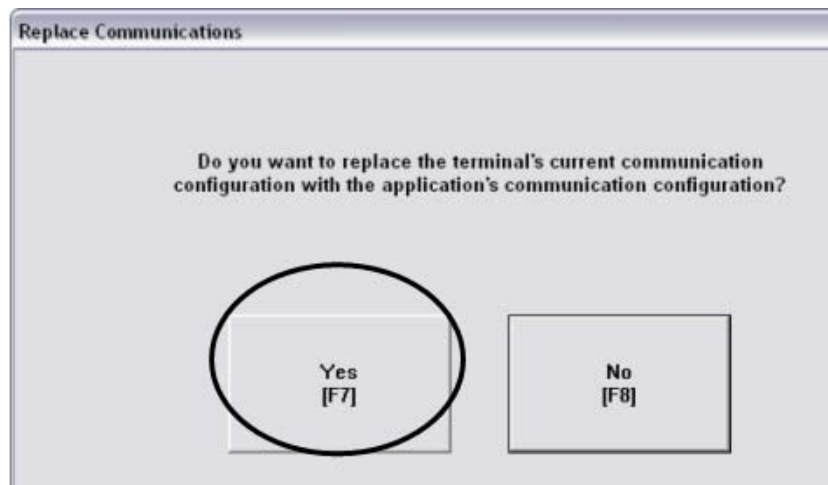 Replace Communications
Do you want to replace the terminal's current communication
configuration with the application's communication configuration?
Yes
[F7]
No
[F8]